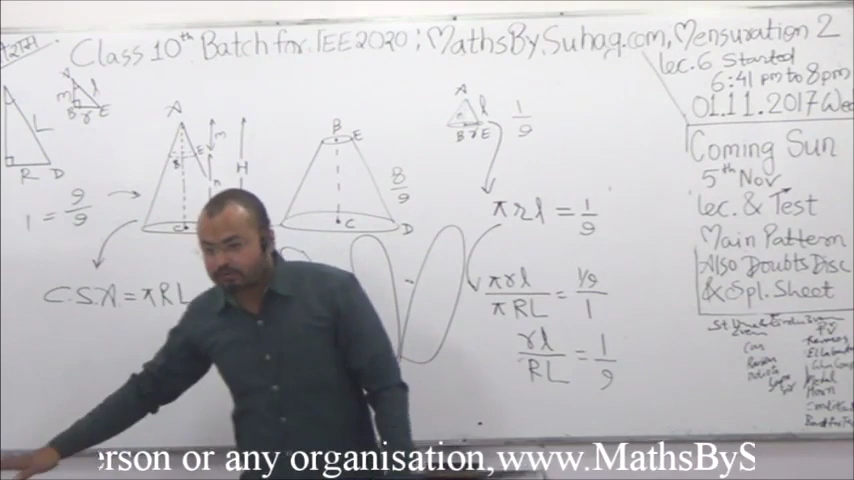 Class 10th Batch for IEE 2020; MathsBySuhag.com, Mensuration 2
Lec. 6 Started
6:41 pm to 8pm
01.11.2017 Wed
Coming Sun
5th Nov
Lec. & Test
Main Pattern
Also Doubts Disc
& Spl. Sheet
L
R D
A
m l
B r E
1 = 9/9
A
B E
m
H
C
B E
C D
8/9
A
l
B r E
1/9
πrl = 1/9
C.S.A = πRL
πrl/πRL = 1/9/1
rl/RL = 1/9
erson or any organisation,www.MathsByS